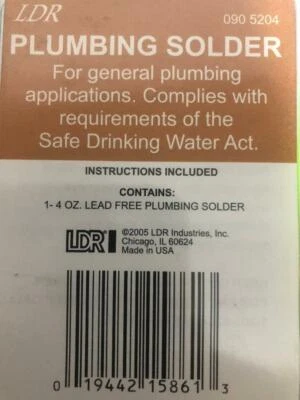 LDR
090 5204
PLUMBING SOLDER
For general plumbing
applications. Complies with
requirements of the
Safe Drinking Water Act.
INSTRUCTIONS INCLUDED
CONTAINS:
1- 4 OZ. LEAD FREE PLUMBING SOLDER
LDR®
©2005 LDR Industries, Inc.
Chicago, IL 60624
Made in USA
0 19442 15861 3